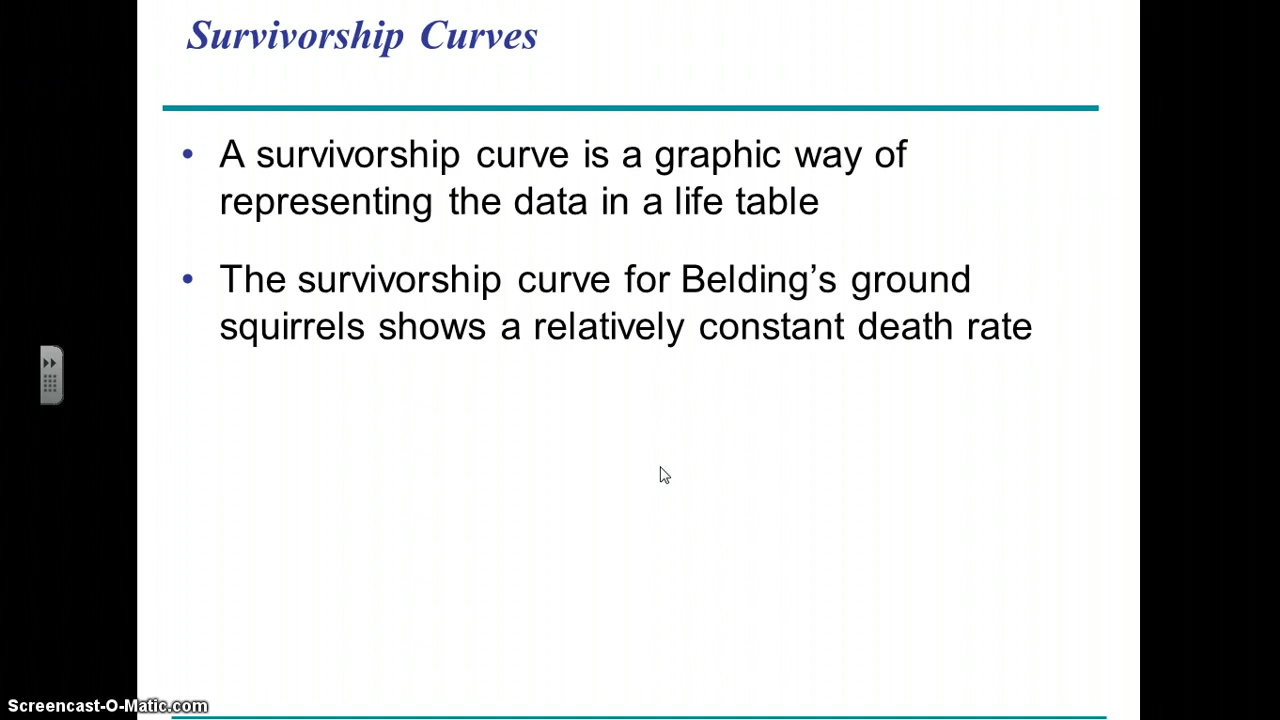 Survivorship Curves
• A survivorship curve is a graphic way of
representing the data in a life table
• The survivorship curve for Belding’s ground
squirrels shows a relatively constant death rate
Screencast-O-Matic.com